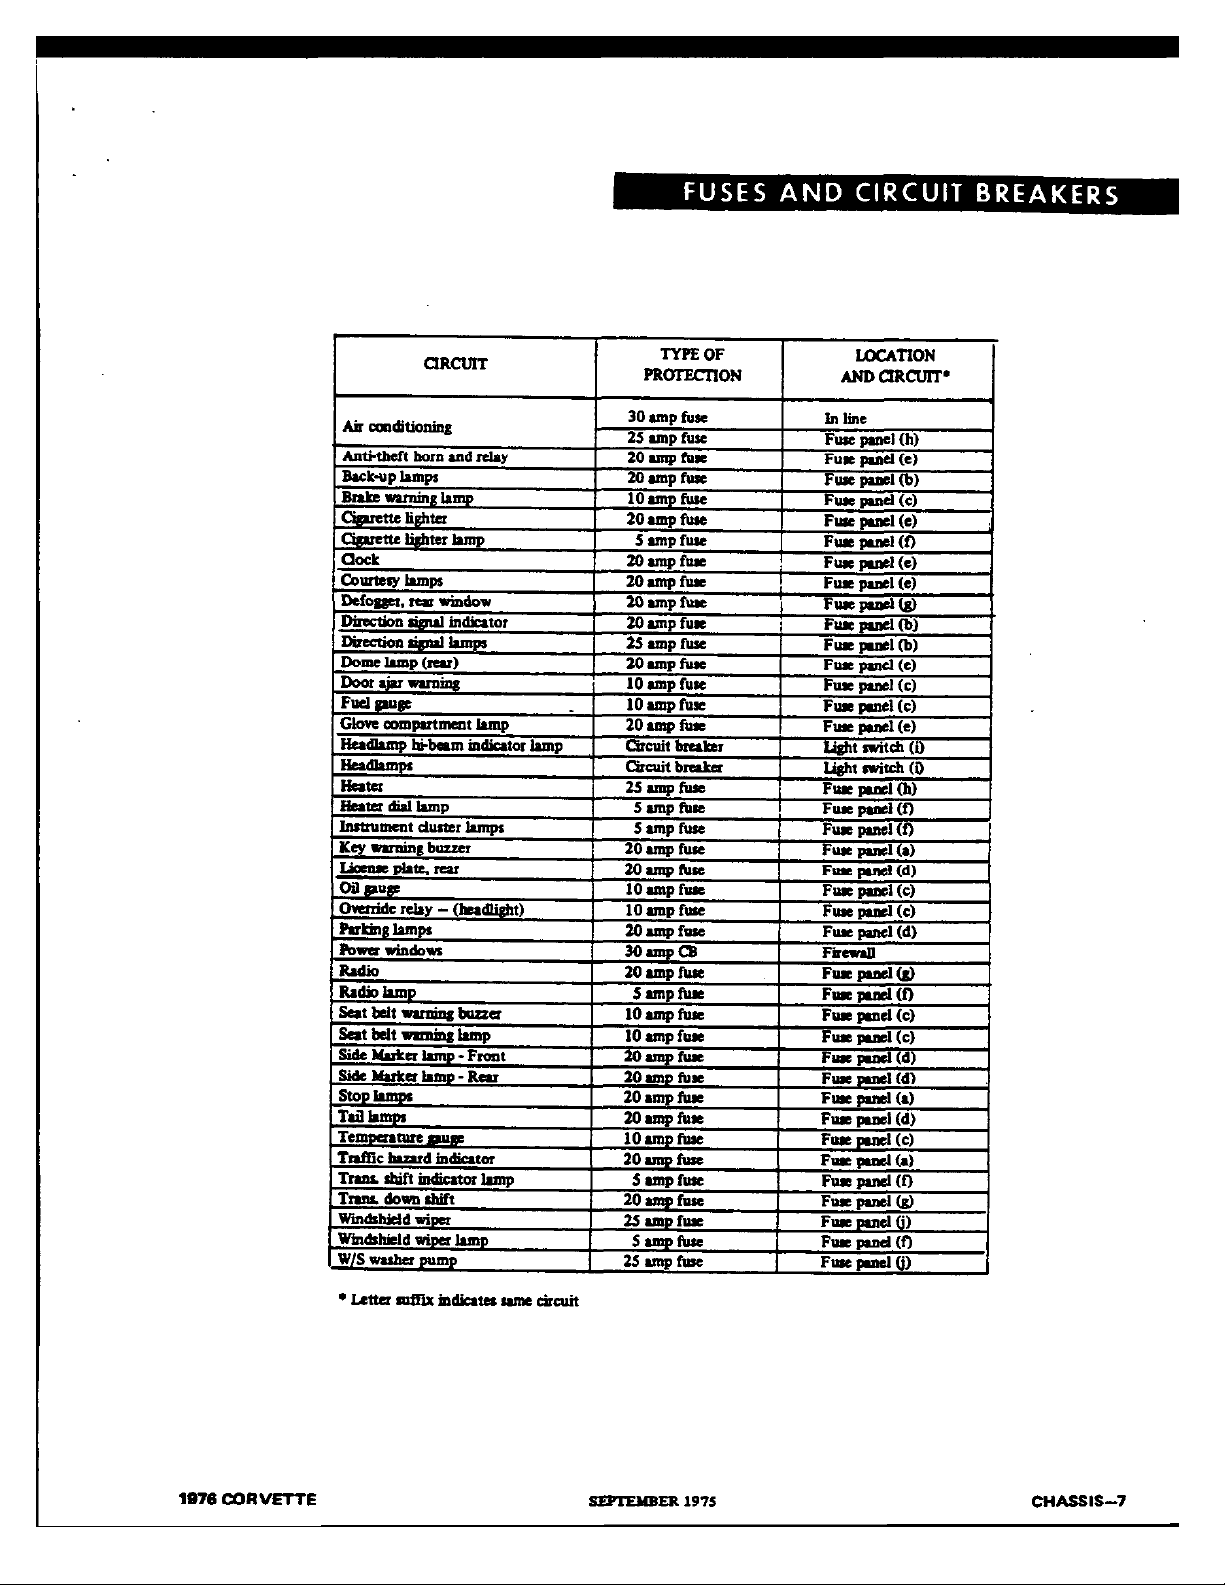 FUSES AND CIRCUIT BREAKERS
CIRCUIT TYPE OF PROTECTION LOCATION AND CIRCUIT*
Air conditioning 30 amp fuse In line
25 amp fuse Fuse panel (h)
Anti-theft horn and relay 20 amp fuse Fuse panel (e)
Back-up lamps 20 amp fuse Fuse panel (b)
Brake warning lamp 10 amp fuse Fuse panel (c)
Cigarette lighter 20 amp fuse Fuse panel (e)
Cigarette lighter lamp 5 amp fuse Fuse panel (f)
Clock 20 amp fuse Fuse panel (e)
Courtesy lamps 20 amp fuse Fuse panel (e)
Defogger, rear window 20 amp fuse Fuse panel (g)
Direction signal indicator 20 amp fuse Fuse panel (b)
Direction signal lamps 25 amp fuse Fuse panel (b)
Dome lamp (rear) 20 amp fuse Fuse panel (e)
Door ajar warning 10 amp fuse Fuse panel (c)
Fuel gauge 10 amp fuse Fuse panel (c)
Glove compartment lamp 20 amp fuse Fuse panel (e)
Headlamp hi-beam indicator lamp Circuit breaker Light switch (i)
Headlamps Circuit breaker Light switch (i)
Heater 25 amp fuse Fuse panel (h)
Heater dial lamp 5 amp fuse Fuse panel (f)
Instrument cluster lamps 5 amp fuse Fuse panel (f)
Key warning buzzer 20 amp fuse Fuse panel (a)
License plate, rear 20 amp fuse Fuse panel (d)
Oil gauge 10 amp fuse Fuse panel (c)
Override relay – (headlight) 10 amp fuse Fuse panel (c)
Parking lamps 20 amp fuse Fuse panel (d)
Power windows 30 amp CB Firewall
Radio 20 amp fuse Fuse panel (g)
Radio lamp 5 amp fuse Fuse panel (f)
Seat belt warning buzzer 10 amp fuse Fuse panel (c)
Seat belt warning lamp 10 amp fuse Fuse panel (c)
Side Marker lamp - Front 20 amp fuse Fuse panel (d)
Side Marker lamp - Rear 20 amp fuse Fuse panel (d)
Stop lamps 20 amp fuse Fuse panel (a)
Tail lamps 20 amp fuse Fuse panel (d)
Temperature gauge 10 amp fuse Fuse panel (c)
Traffic hazard indicator 20 amp fuse Fuse panel (a)
Trans. shift indicator lamp 5 amp fuse Fuse panel (f)
Trans. down shift 20 amp fuse Fuse panel (g)
Windshield wiper 25 amp fuse Fuse panel (j)
Windshield wiper lamp 5 amp fuse Fuse panel (f)
W/S washer pump 25 amp fuse Fuse panel (j)
* Letter suffix indicates same circuit
1976 CORVETTE SEPTEMBER 1975 CHASSIS–7